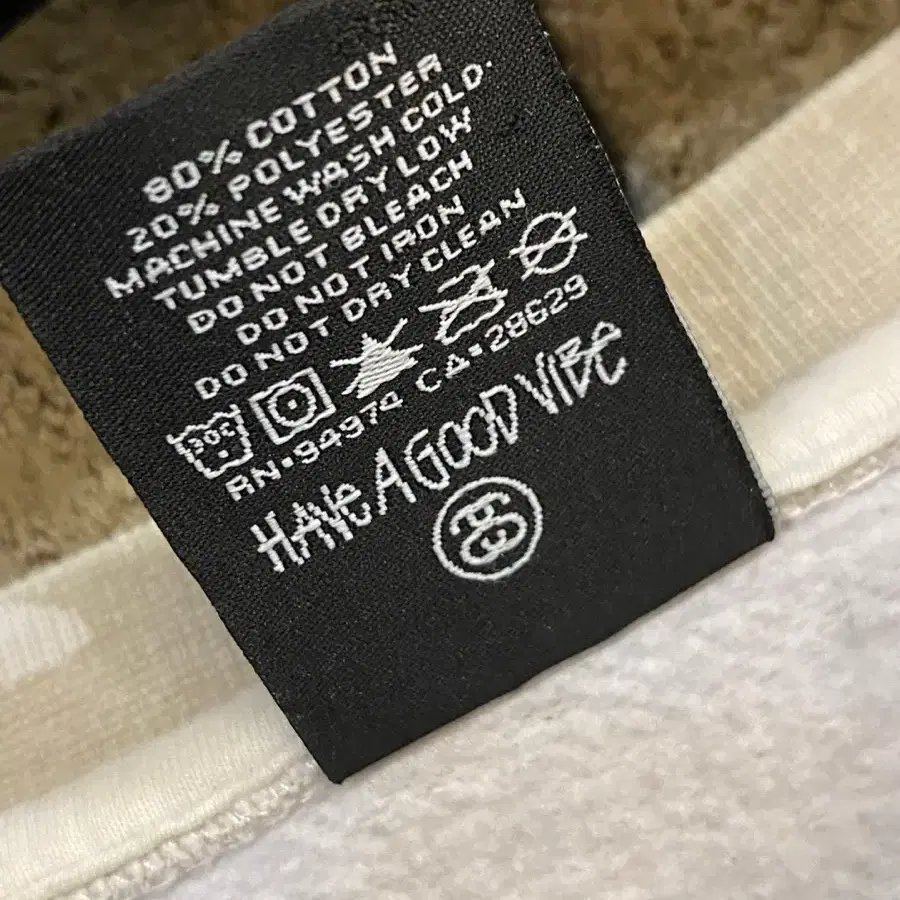 80% COTTON
20% POLYESTER
MACHINE WASH COLD.
TUMBLE DRY LOW
DO NOT BLEACH
DO NOT IRON
DO NOT DRY CLEAN
30C
RN•94974 CA•28629
HAVE A GOOD VIBE